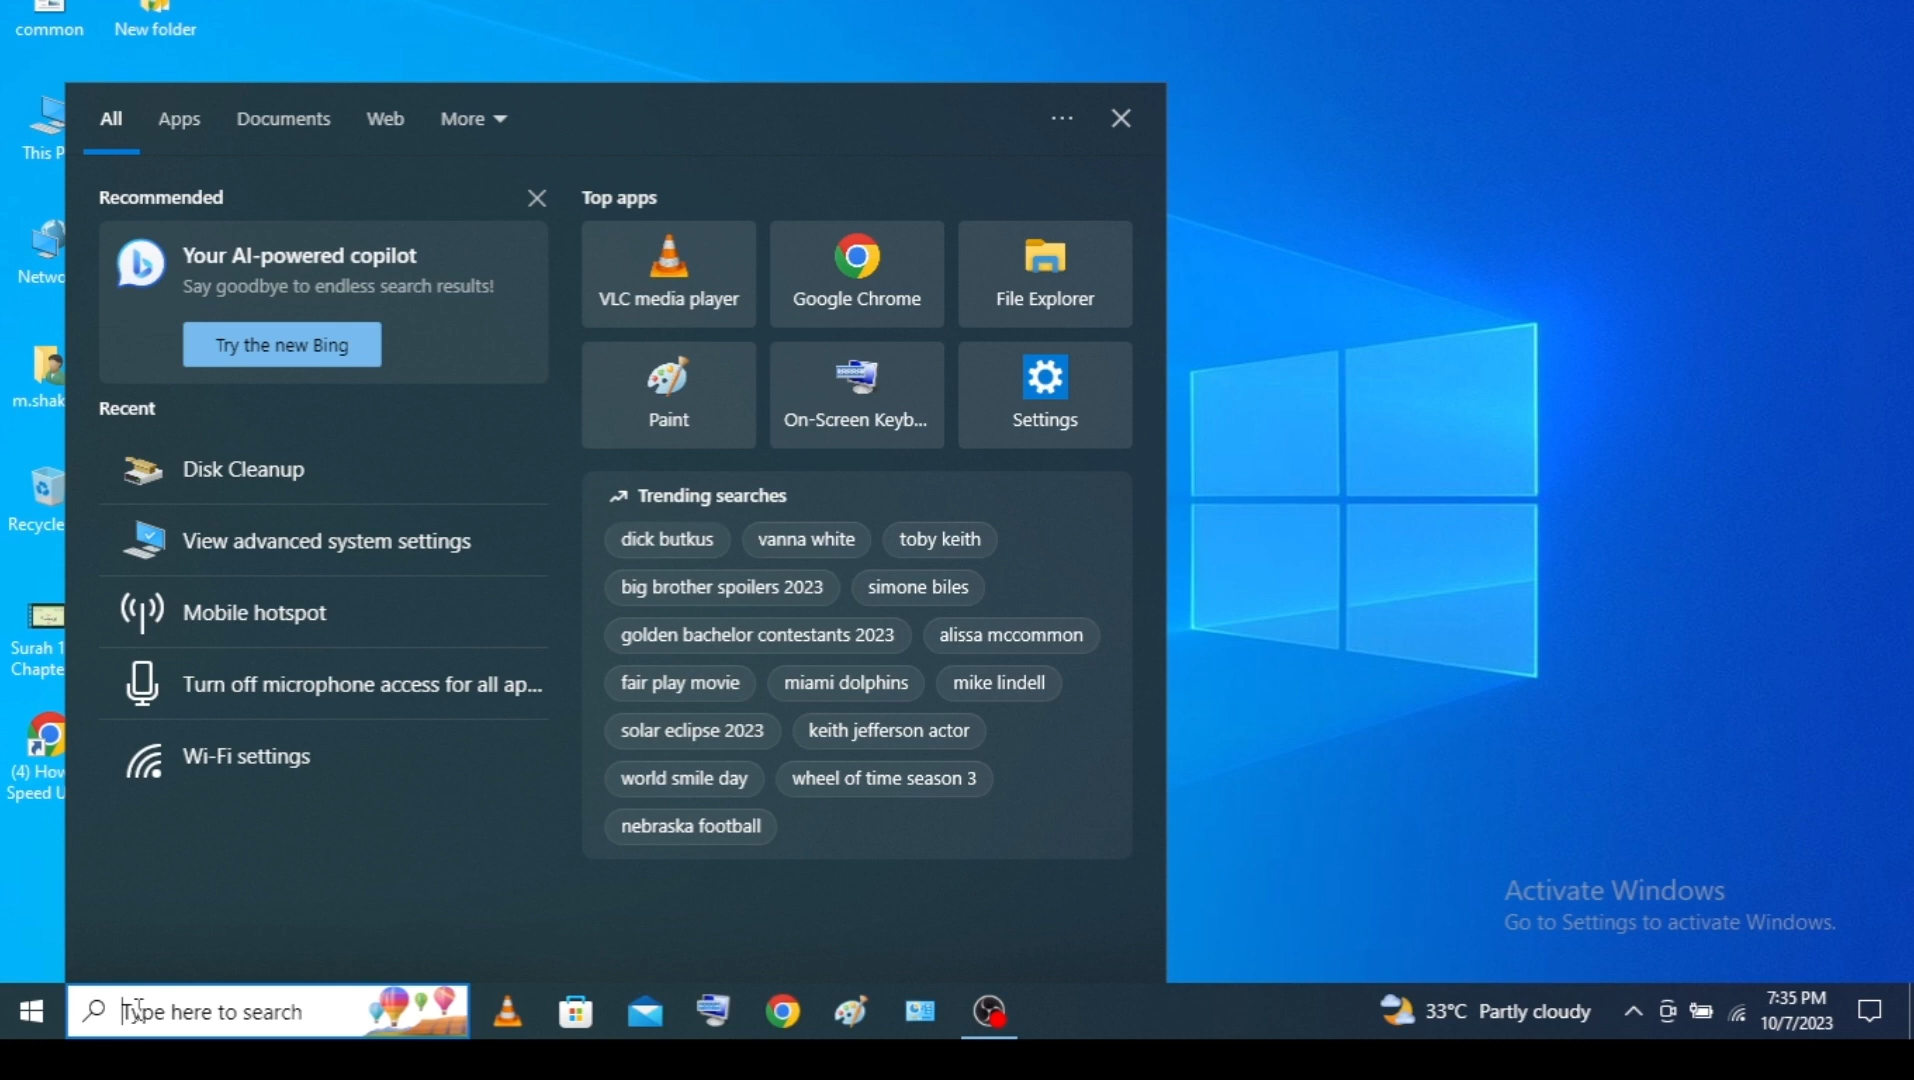 common
New folder
This P
Netwo
m.shak
Recycle
Surah 1
Chapte
(4) How
Speed U
All
Apps
Documents
Web
More
Recommended
Your AI-powered copilot
Say goodbye to endless search results!
Try the new Bing
Recent
Disk Cleanup
View advanced system settings
Mobile hotspot
Turn off microphone access for all ap...
Wi-Fi settings
Top apps
VLC media player
Google Chrome
File Explorer
Paint
On-Screen Keyb...
Settings
Trending searches
dick butkus
vanna white
toby keith
big brother spoilers 2023
simone biles
golden bachelor contestants 2023
alissa mccommon
fair play movie
miami dolphins
mike lindell
solar eclipse 2023
keith jefferson actor
world smile day
wheel of time season 3
nebraska football
Activate Windows
Go to Settings to activate Windows.
Type here to search
33°C Partly cloudy
7:35 PM
10/7/2023